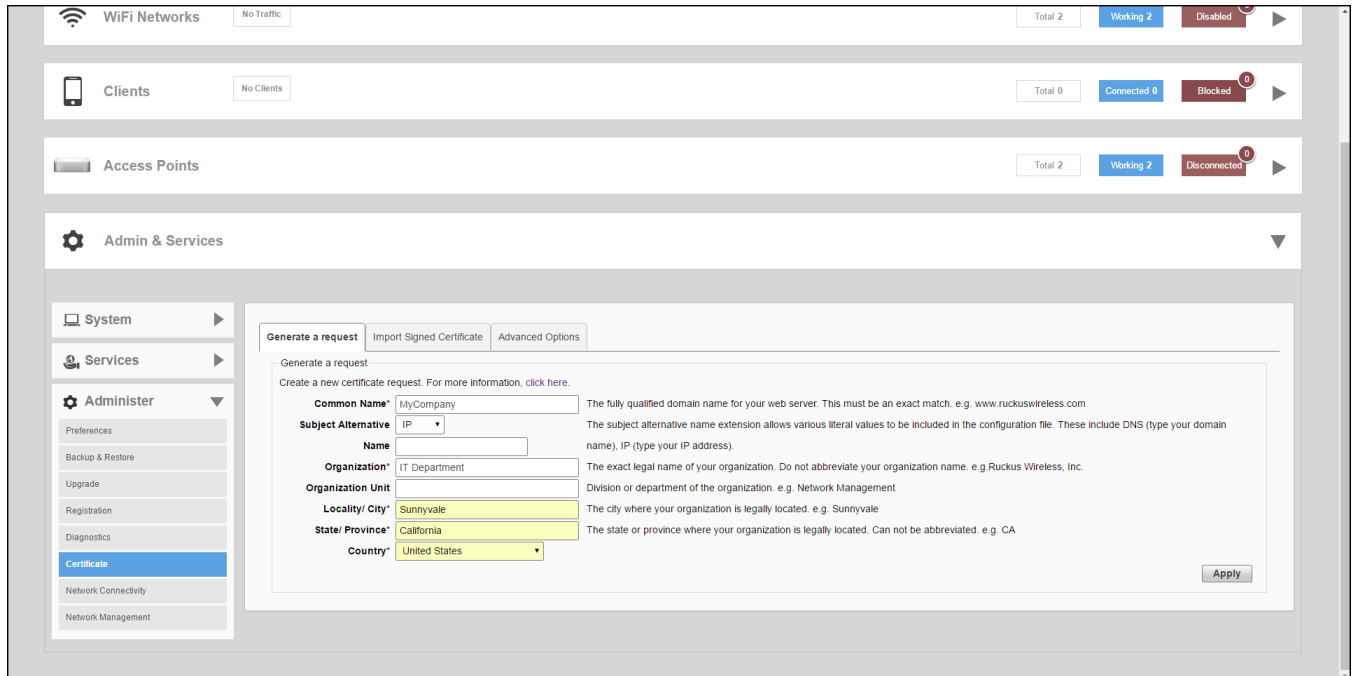 WiFi Networks No Traffic Total 2 Working 2 Disabled
Clients No Clients Total 0 Connected 0 Blocked 0
Access Points Total 2 Working 2 Disconnected 0
Admin & Services
System
Services
Administer
Preferences
Backup & Restore
Upgrade
Registration
Diagnostics
Certificate
Network Connectivity
Network Management
Generate a request Import Signed Certificate Advanced Options
Generate a request
Create a new certificate request. For more information, click here.
Common Name* MyCompany The fully qualified domain name for your web server. This must be an exact match. e.g. www.ruckuswireless.com
Subject Alternative IP The subject alternative name extension allows various literal values to be included in the configuration file. These include DNS (type your domain
Name name), IP (type your IP address).
Organization* IT Department The exact legal name of your organization. Do not abbreviate your organization name. e.g.Ruckus Wireless, Inc.
Organization Unit Division or department of the organization. e.g. Network Management
Locality/ City* Sunnyvale The city where your organization is legally located. e.g. Sunnyvale
State/ Province* California The state or province where your organization is legally located. Can not be abbreviated. e.g. CA
Country* United States
Apply